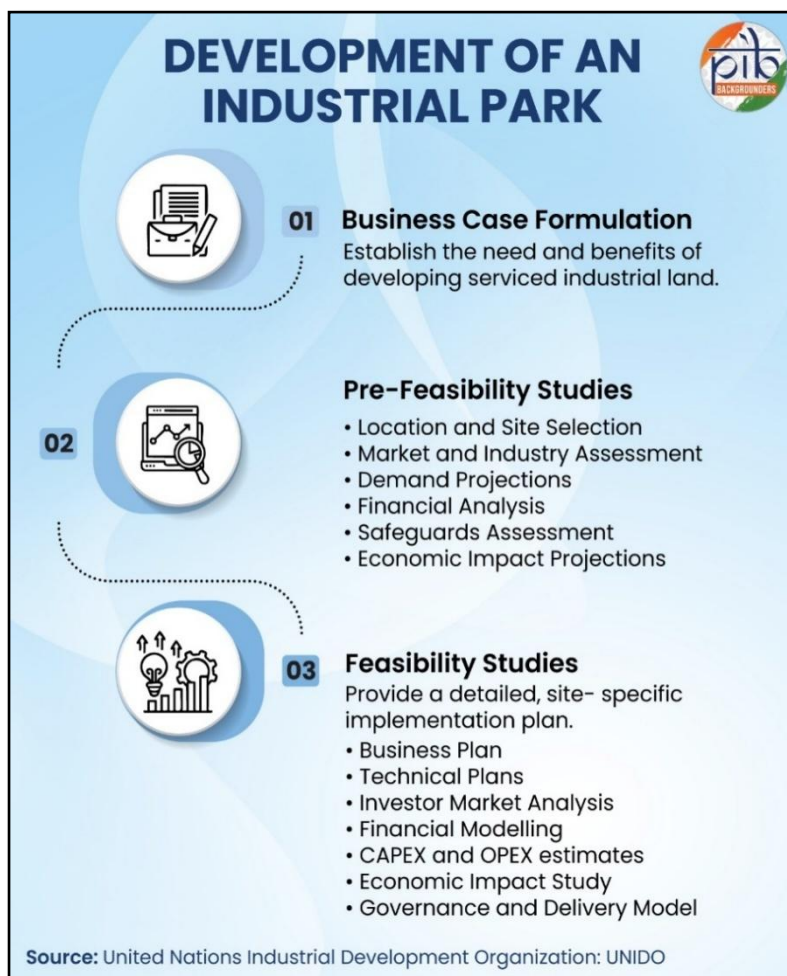 DEVELOPMENT OF AN
INDUSTRIAL PARK
pib
BACKGROUNDERS
01
Business Case Formulation
Establish the need and benefits of
developing serviced industrial land.
02
Pre-Feasibility Studies
• Location and Site Selection
• Market and Industry Assessment
• Demand Projections
• Financial Analysis
• Safeguards Assessment
• Economic Impact Projections
03
Feasibility Studies
Provide a detailed, site- specific
implementation plan.
• Business Plan
• Technical Plans
• Investor Market Analysis
• Financial Modelling
• CAPEX and OPEX estimates
• Economic Impact Study
• Governance and Delivery Model
Source: United Nations Industrial Development Organization: UNIDO